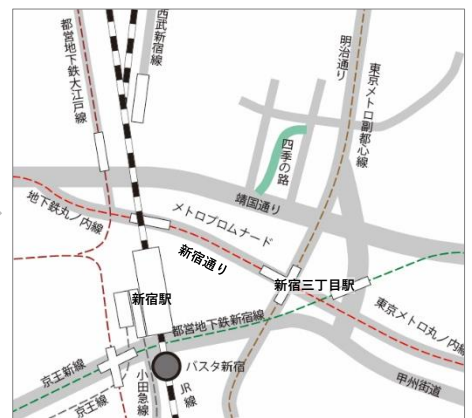 西武新宿線
都営地下鉄大江戸線
明治通り
東京メトロ副都心線
四季の路
靖国通り
地下鉄丸ノ内線
メトロプロムナード
新宿通り
新宿三丁目駅
新宿駅
都営地下鉄新宿線
東京メトロ丸ノ内線
京王新線
バスタ新宿
京王線
小田急線
JR線
甲州街道